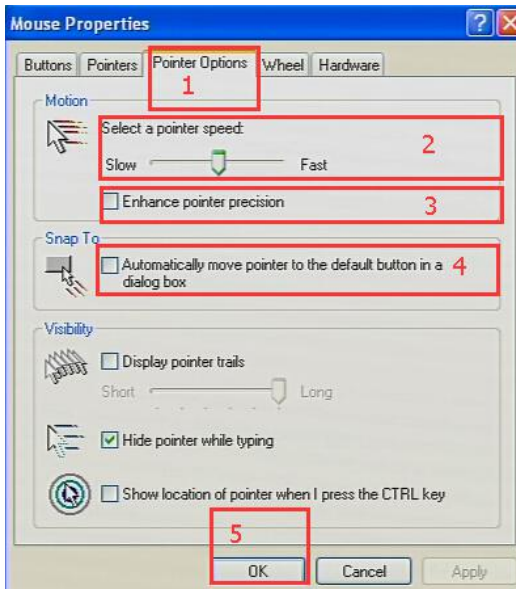 Mouse Properties
Buttons Pointers Pointer Options Wheel Hardware
1
Motion
Select a pointer speed:
2
Slow Fast
Enhance pointer precision
3
Snap To
Automatically move pointer to the default button in a
4
dialog box
Visibility
Display pointer trails
Short Long
Hide pointer while typing
Show location of pointer when I press the CTRL key
5
OK Cancel Apply